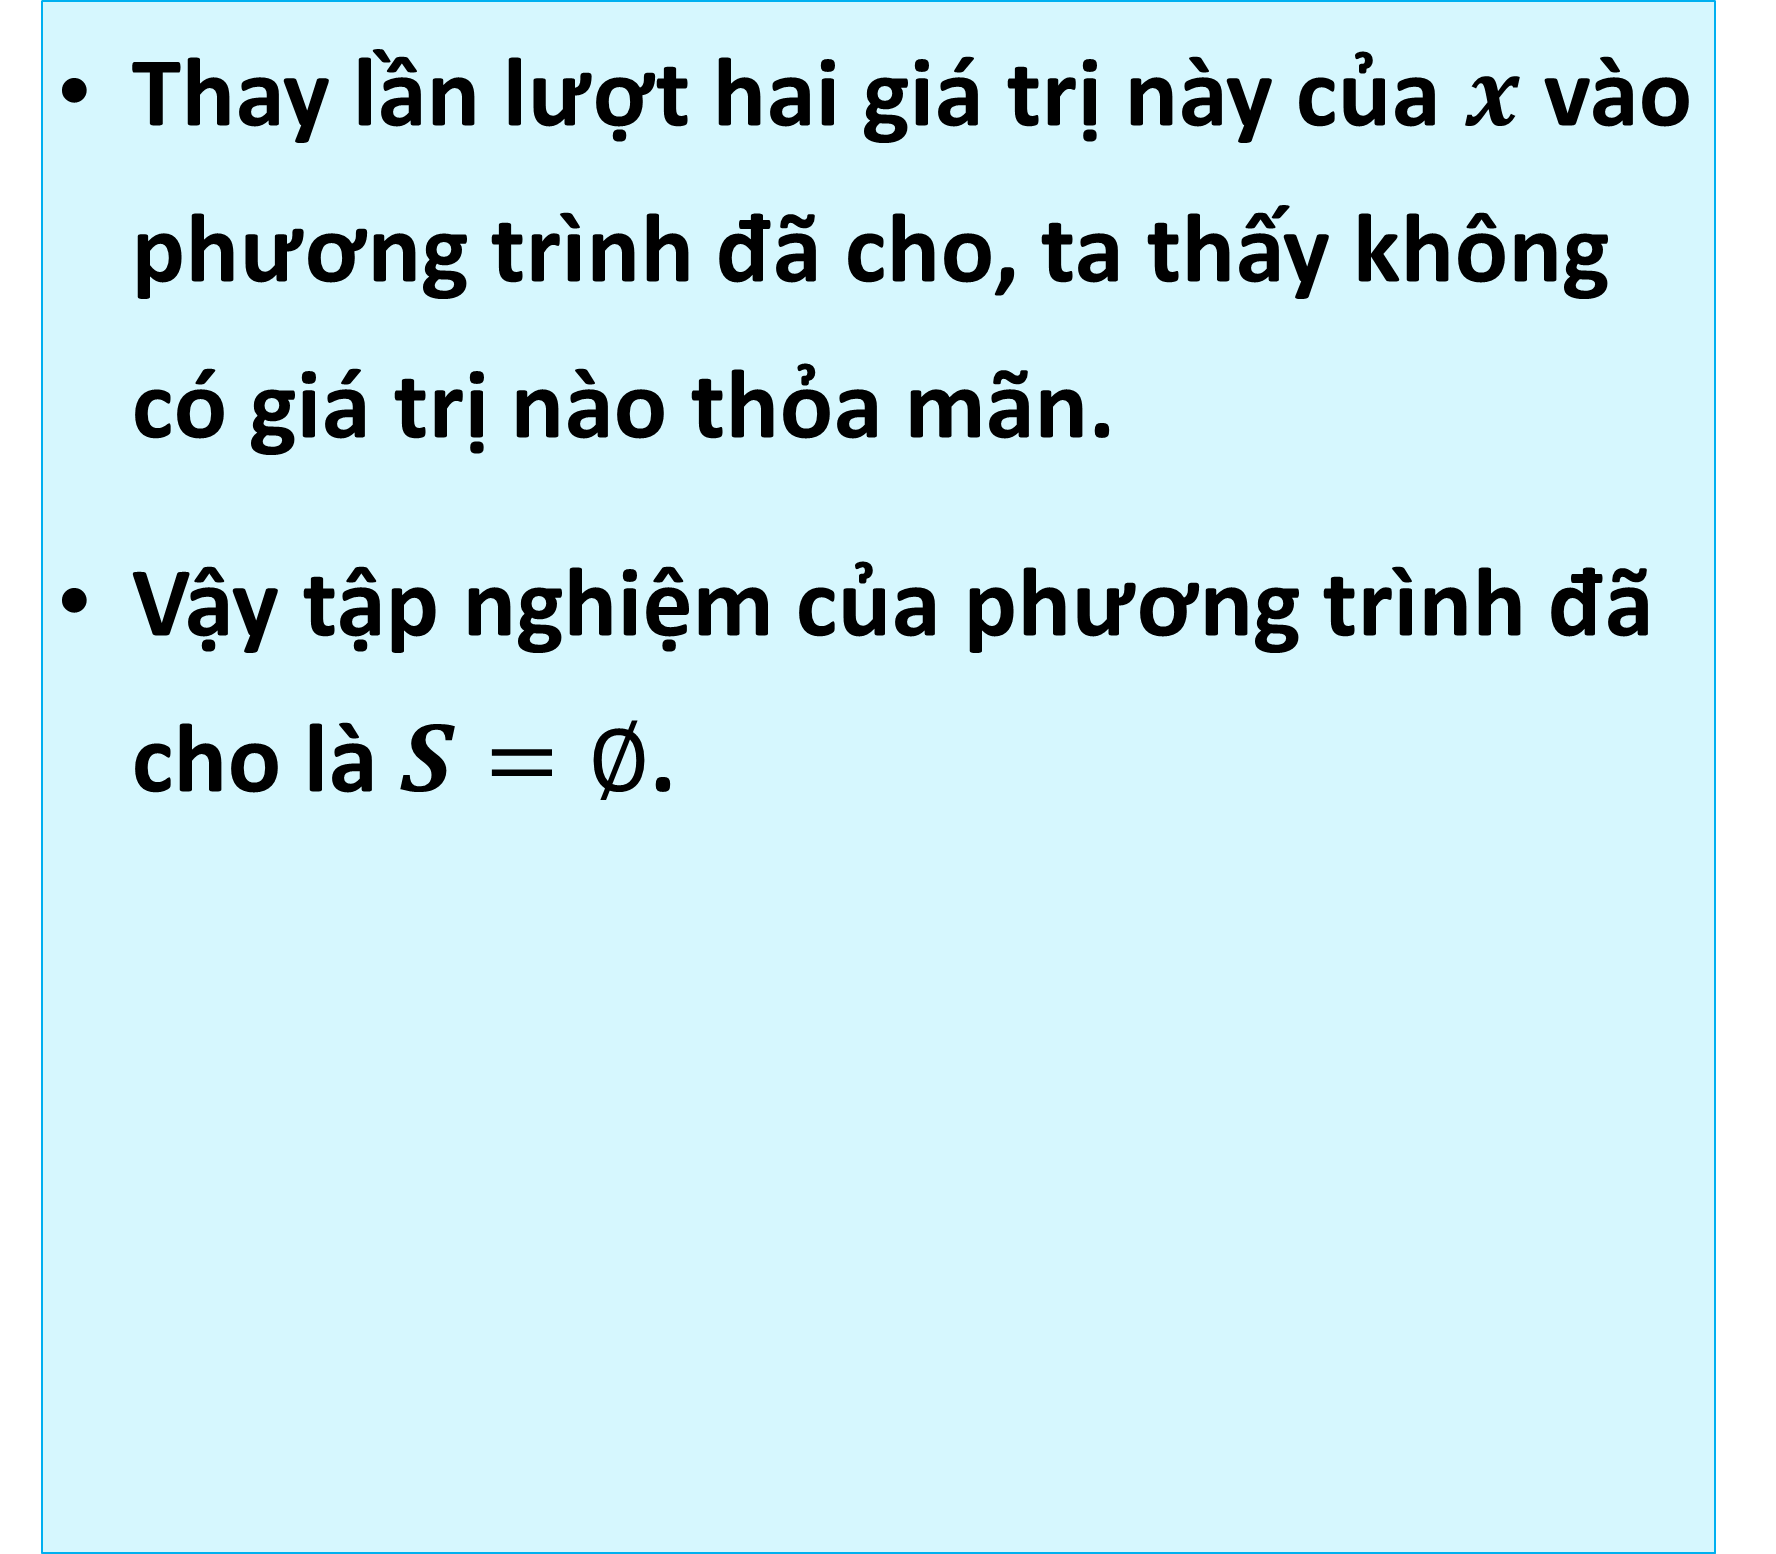 • Thay lần lượt hai giá trị này của x vào
phương trình đã cho, ta thấy không
có giá trị nào thỏa mãn.
• Vậy tập nghiệm của phương trình đã
cho là S = ∅.